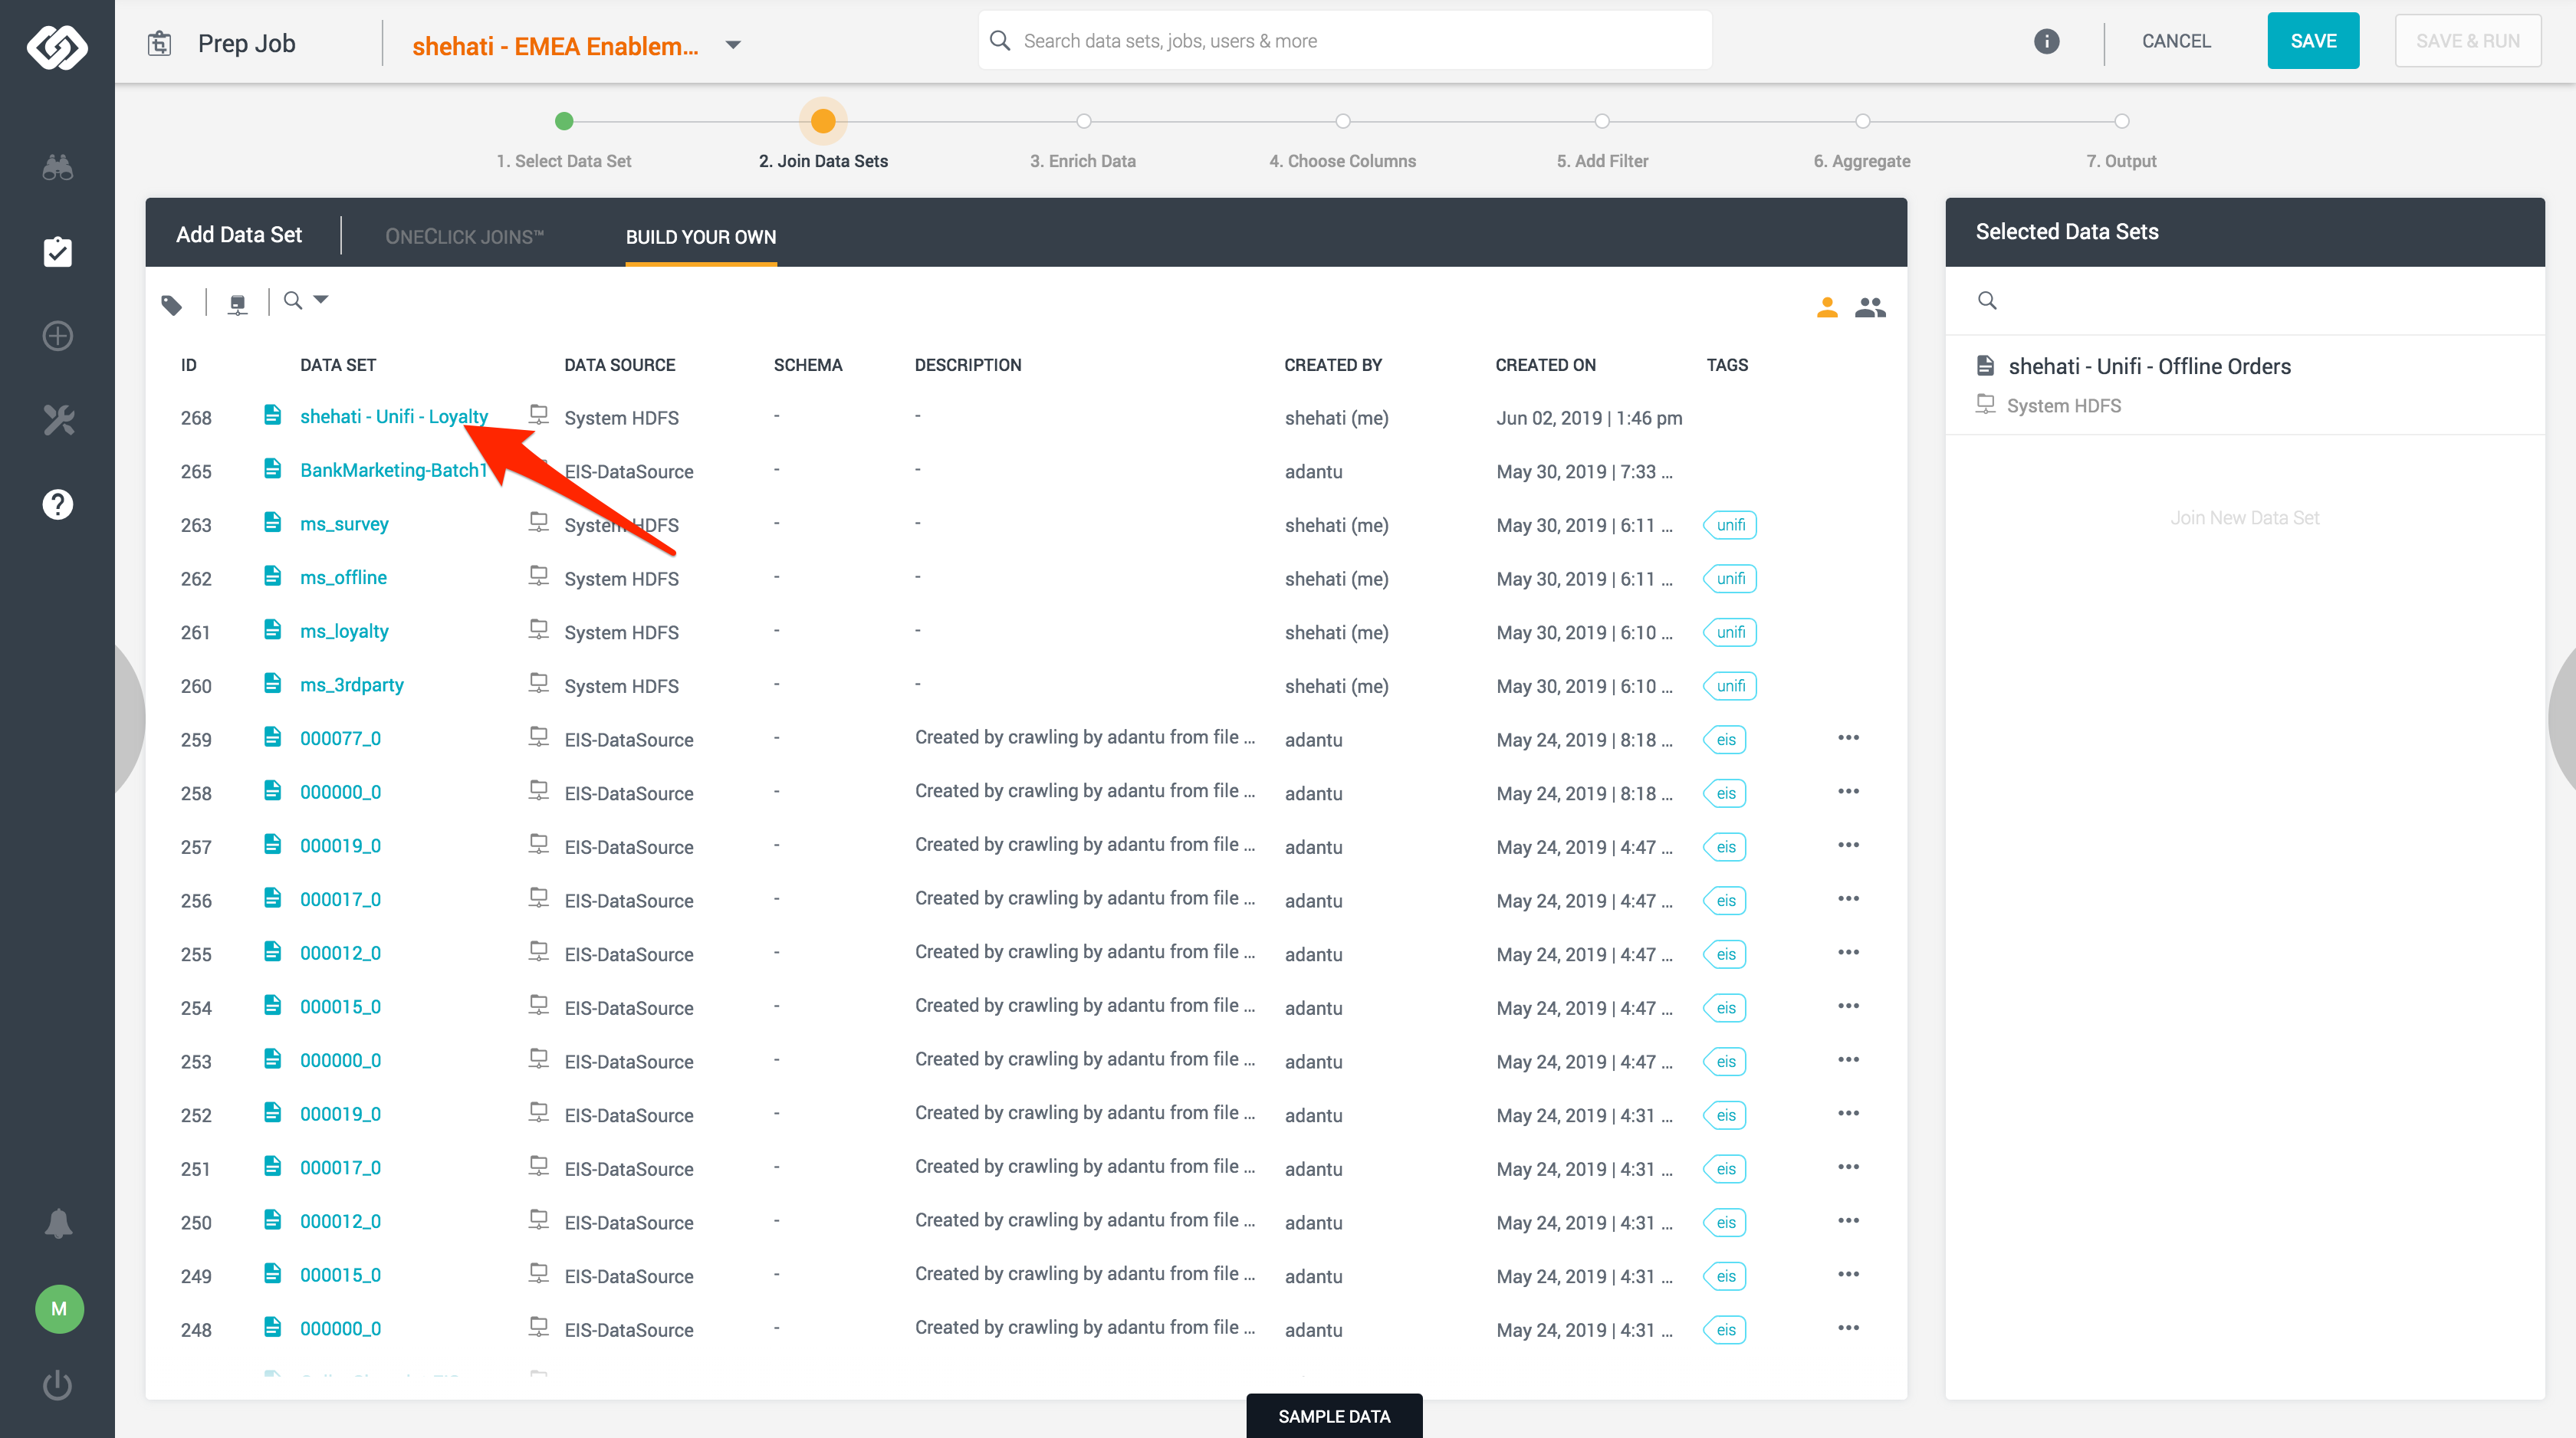 Prep Job
shehati - EMEA Enablem...
Search data sets, jobs, users & more
CANCEL
SAVE
SAVE & RUN
1. Select Data Set
2. Join Data Sets
3. Enrich Data
4. Choose Columns
5. Add Filter
6. Aggregate
7. Output
Add Data Set
ONECLICK JOINS™
BUILD YOUR OWN
Selected Data Sets
shehati - Unifi - Offline Orders
System HDFS
Join New Data Set
ID DATA SET DATA SOURCE SCHEMA DESCRIPTION CREATED BY CREATED ON TAGS
268 shehati - Unifi - Loyalty System HDFS - - shehati (me) Jun 02, 2019 | 1:46 pm
265 BankMarketing-Batch1 EIS-DataSource - - adantu May 30, 2019 | 7:33 ...
263 ms_survey System HDFS - - shehati (me) May 30, 2019 | 6:11 ... unifi
262 ms_offline System HDFS - - shehati (me) May 30, 2019 | 6:11 ... unifi
261 ms_loyalty System HDFS - - shehati (me) May 30, 2019 | 6:10 ... unifi
260 ms_3rdparty System HDFS - - shehati (me) May 30, 2019 | 6:10 ... unifi
259 000077_0 EIS-DataSource - Created by crawling by adantu from file ... adantu May 24, 2019 | 8:18 ... eis
258 000000_0 EIS-DataSource - Created by crawling by adantu from file ... adantu May 24, 2019 | 8:18 ... eis
257 000019_0 EIS-DataSource - Created by crawling by adantu from file ... adantu May 24, 2019 | 4:47 ... eis
256 000017_0 EIS-DataSource - Created by crawling by adantu from file ... adantu May 24, 2019 | 4:47 ... eis
255 000012_0 EIS-DataSource - Created by crawling by adantu from file ... adantu May 24, 2019 | 4:47 ... eis
254 000015_0 EIS-DataSource - Created by crawling by adantu from file ... adantu May 24, 2019 | 4:47 ... eis
253 000000_0 EIS-DataSource - Created by crawling by adantu from file ... adantu May 24, 2019 | 4:47 ... eis
252 000019_0 EIS-DataSource - Created by crawling by adantu from file ... adantu May 24, 2019 | 4:31 ... eis
251 000017_0 EIS-DataSource - Created by crawling by adantu from file ... adantu May 24, 2019 | 4:31 ... eis
250 000012_0 EIS-DataSource - Created by crawling by adantu from file ... adantu May 24, 2019 | 4:31 ... eis
249 000015_0 EIS-DataSource - Created by crawling by adantu from file ... adantu May 24, 2019 | 4:31 ... eis
248 000000_0 EIS-DataSource - Created by crawling by adantu from file ... adantu May 24, 2019 | 4:31 ... eis
M
SAMPLE DATA